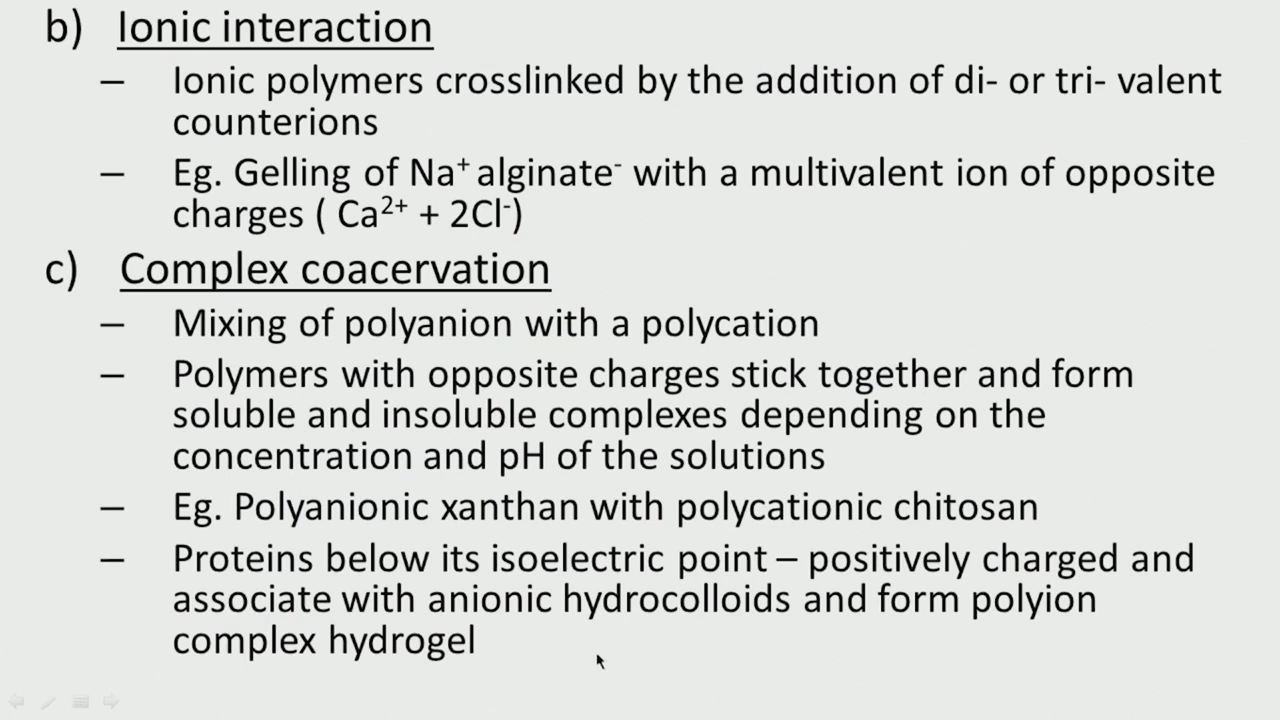 b) Ionic interaction
– Ionic polymers crosslinked by the addition of di- or tri- valent
counterions
– Eg. Gelling of Na⁺ alginate⁻ with a multivalent ion of opposite
charges ( Ca²⁺ + 2Cl⁻)
c) Complex coacervation
– Mixing of polyanion with a polycation
– Polymers with opposite charges stick together and form
soluble and insoluble complexes depending on the
concentration and pH of the solutions
– Eg. Polyanionic xanthan with polycationic chitosan
– Proteins below its isoelectric point – positively charged and
associate with anionic hydrocolloids and form polyion
complex hydrogel